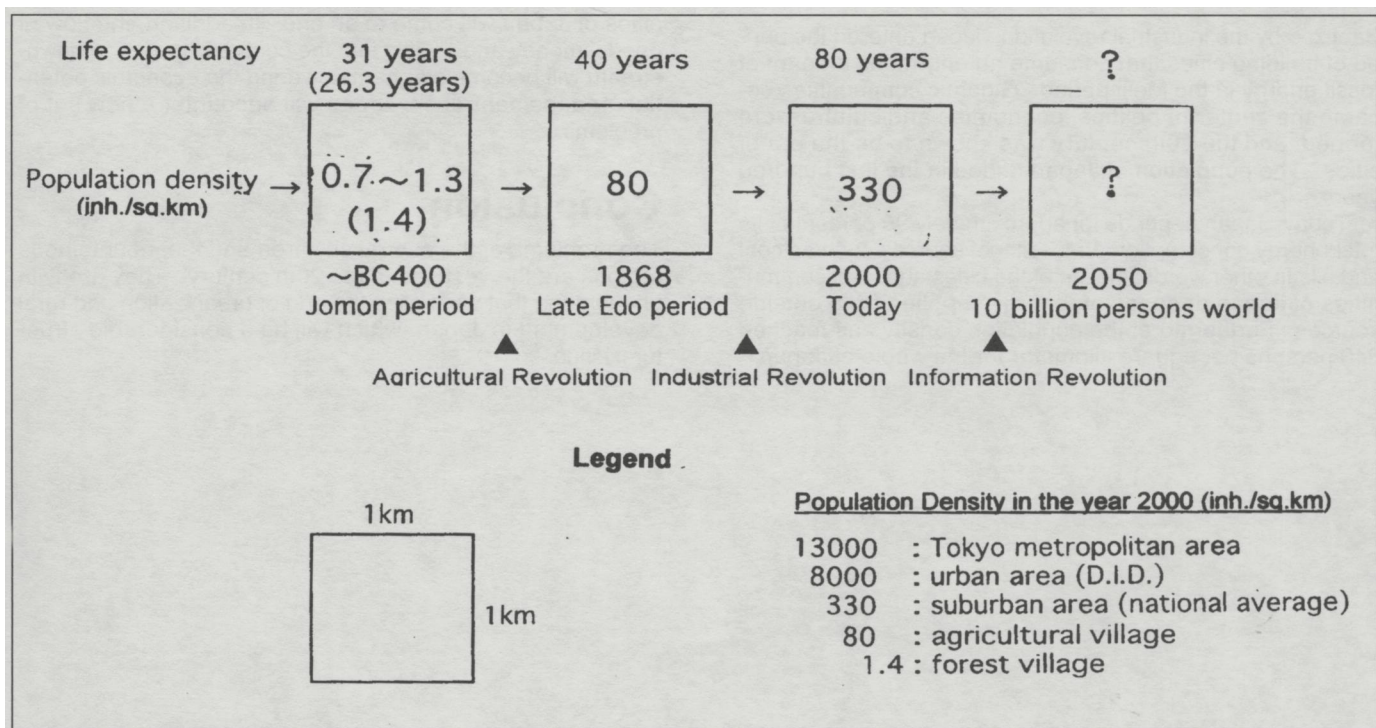 Life expectancy 31 years 40 years 80 years ?
(26.3 years)
Population density → 0.7~1.3 → 80 → 330 → ?
(inh./sq.km) (1.4)
~BC400 1868 2000 2050
Jomon period Late Edo period Today 10 billion persons world
▲ ▲ ▲
Agricultural Revolution Industrial Revolution Information Revolution
Legend
1km
1km
Population Density in the year 2000 (inh./sq.km)
13000 : Tokyo metropolitan area
8000 : urban area (D.I.D.)
330 : suburban area (national average)
80 : agricultural village
1.4 : forest village